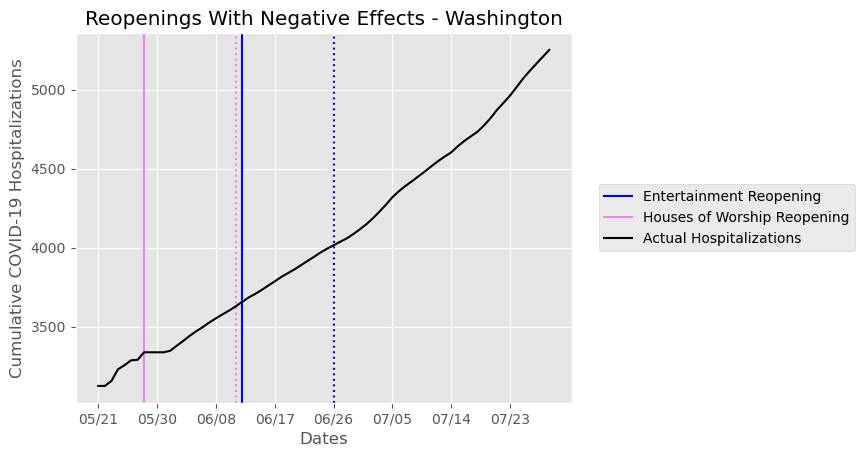 Reopenings With Negative Effects - Washington
Cumulative COVID-19 Hospitalizations
5000
4500
4000
3500
05/21 05/30 06/08 06/17 06/26 07/05 07/14 07/23
Dates
Entertainment Reopening
Houses of Worship Reopening
Actual Hospitalizations